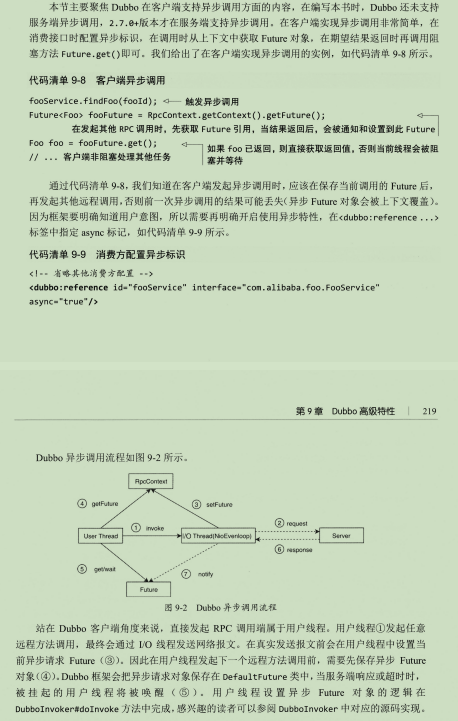 本节主要聚焦 Dubbo 在客户端支持异步调用方面的内容，在编写本书时，Dubbo 还未支持
服务端异步调用，2.7.0+版本才在服务端支持异步调用。在客户端实现异步调用非常简单，在
消费接口时配置异步标识，在调用时从上下文中获取 Future 对象，在期望结果返回时再调用阻
塞方法 Future.get()即可。我们给出了在客户端实现异步调用的实例，如代码清单 9-8 所示。
代码清单 9-8 客户端异步调用
fooService.findFoo(fooId); 触发异步调用
Future<Foo> fooFuture = RpcContext.getContext().getFuture();
在发起其他 RPC 调用时，先获取 Future 引用，当结果返回后，会被通知和设置到此 Future
Foo foo = fooFuture.get(); 如果 foo 已返回，则直接获取返回值，否则当前线程会被阻
// ... 客户端非阻塞处理其他任务 塞并等待
通过代码清单 9-8，我们知道在客户端发起异步调用时，应该在保存当前调用的 Future 后，
再发起其他远程调用，否则前一次异步调用的结果可能丢失（异步 Future 对象会被上下文覆盖）。
因为框架要明确知道用户意图，所以需要再明确开启使用异步特性，在<dubbo:reference ...>
标签中指定 async 标记，如代码清单 9-9 所示。
代码清单 9-9 消费方配置异步标识
<!-- 省略其他消费方配置 -->
<dubbo:reference id="fooService" interface="com.alibaba.foo.FooService"
async="true"/>
第 9 章 Dubbo 高级特性 | 219
Dubbo 异步调用流程如图 9-2 所示。
RpcContext
④ getFuture
③ setFuture
① invoke
② request
User Thread
I/O Thread(NioEvenloop)
Server
⑥ response
⑤ get/wait
⑦ notify
Future
图 9-2 Dubbo 异步调用流程
站在 Dubbo 客户端角度来说，直接发起 RPC 调用端属于用户线程。用户线程①发起任意
远程方法调用，最终会通过 I/O 线程发送网络报文。在真实发送报文前会在用户线程中设置当
前异步请求 Future（③）。因此在用户线程发起下一个远程方法调用前，需要先保存异步 Future
对象（④）。Dubbo 框架会把异步请求对象保存在 DefaultFuture 类中，当服务端响应或超时时，
被挂起的用户线程将被唤醒（⑤）。用户线程设置异步 Future 对象的逻辑在
DubboInvoker#doInvoke 方法中完成，感兴趣的读者可以参阅 DubboInvoker 中对应的源码实现。